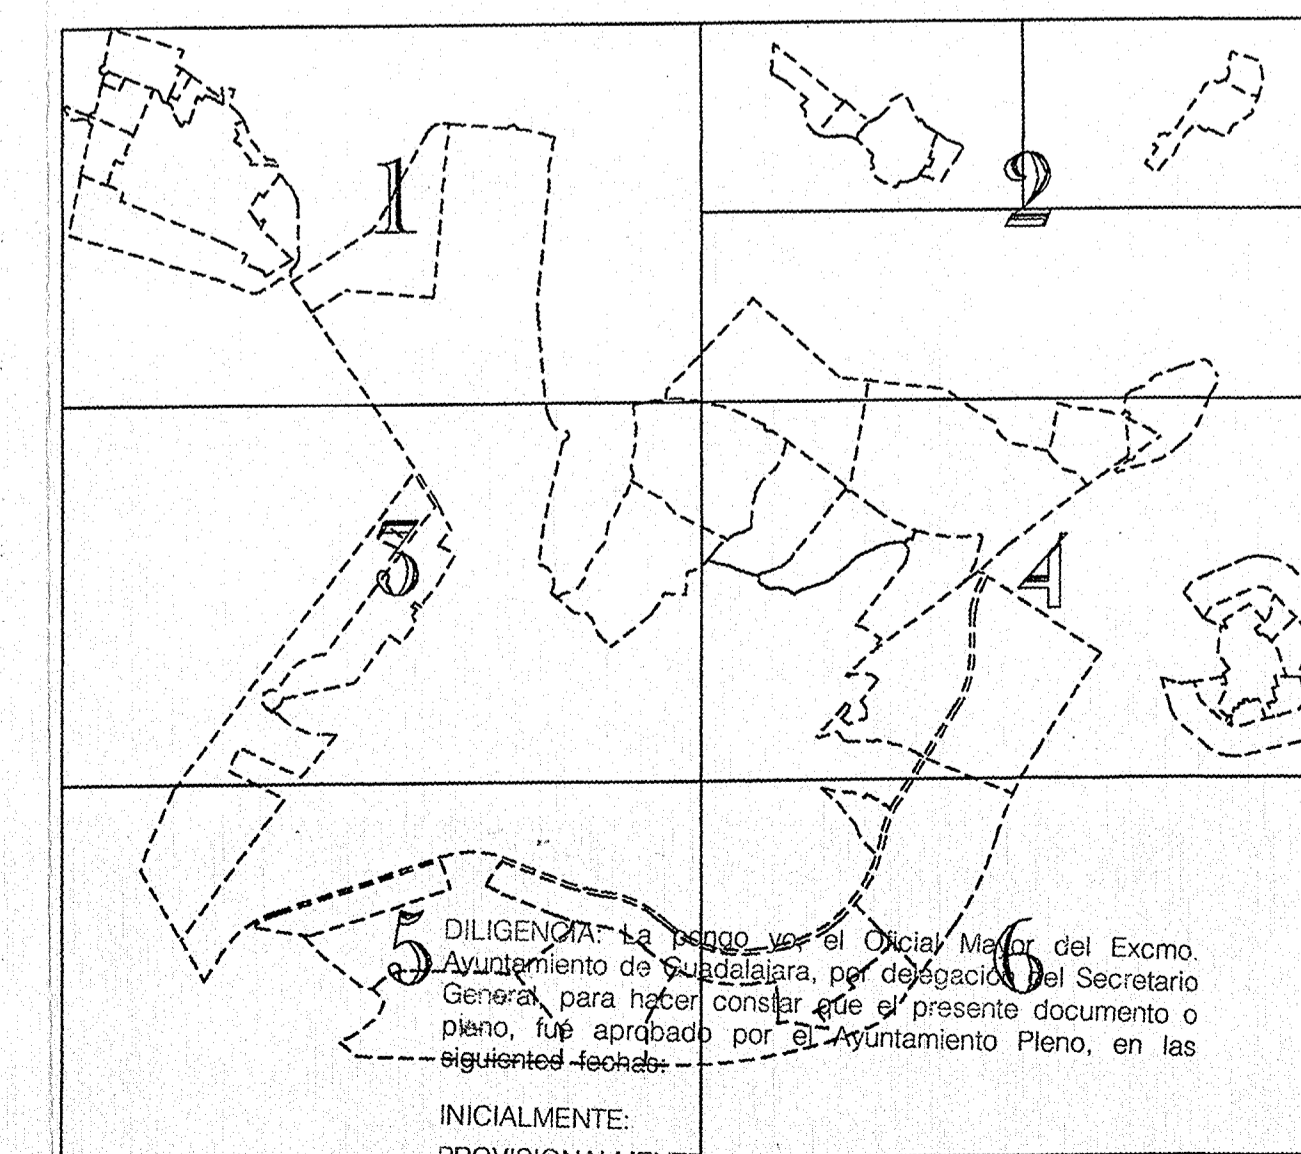 1
2
3
4
5
6
DILIGENCIA: La pongo yo, el Oficial Mayor del Excmo.
Ayuntamiento de Guadalajara, por delegación del Secretario
General, para hacer constar que el presente documento o
plano, fué aprobado por el Ayuntamiento Pleno, en las
siguientes fechas:
INICIALMENTE: